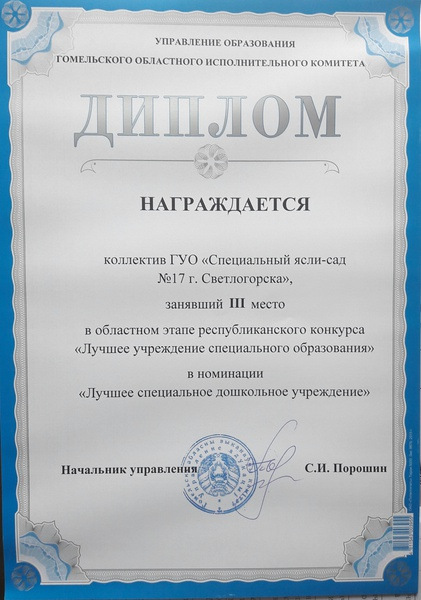 УПРАВЛЕНИЕ ОБРАЗОВАНИЯ
ГОМЕЛЬСКОГО ОБЛАСТНОГО ИСПОЛНИТЕЛЬНОГО КОМИТЕТА
ДИПЛОМ
НАГРАЖДАЕТСЯ
коллектив ГУО «Специальный ясли-сад
№17 г. Светлогорска»,
занявший III место
в областном этапе республиканского конкурса
«Лучшее учреждение специального образования»
в номинации
«Лучшее специальное дошкольное учреждение»
Начальник управления С.И. Порошин